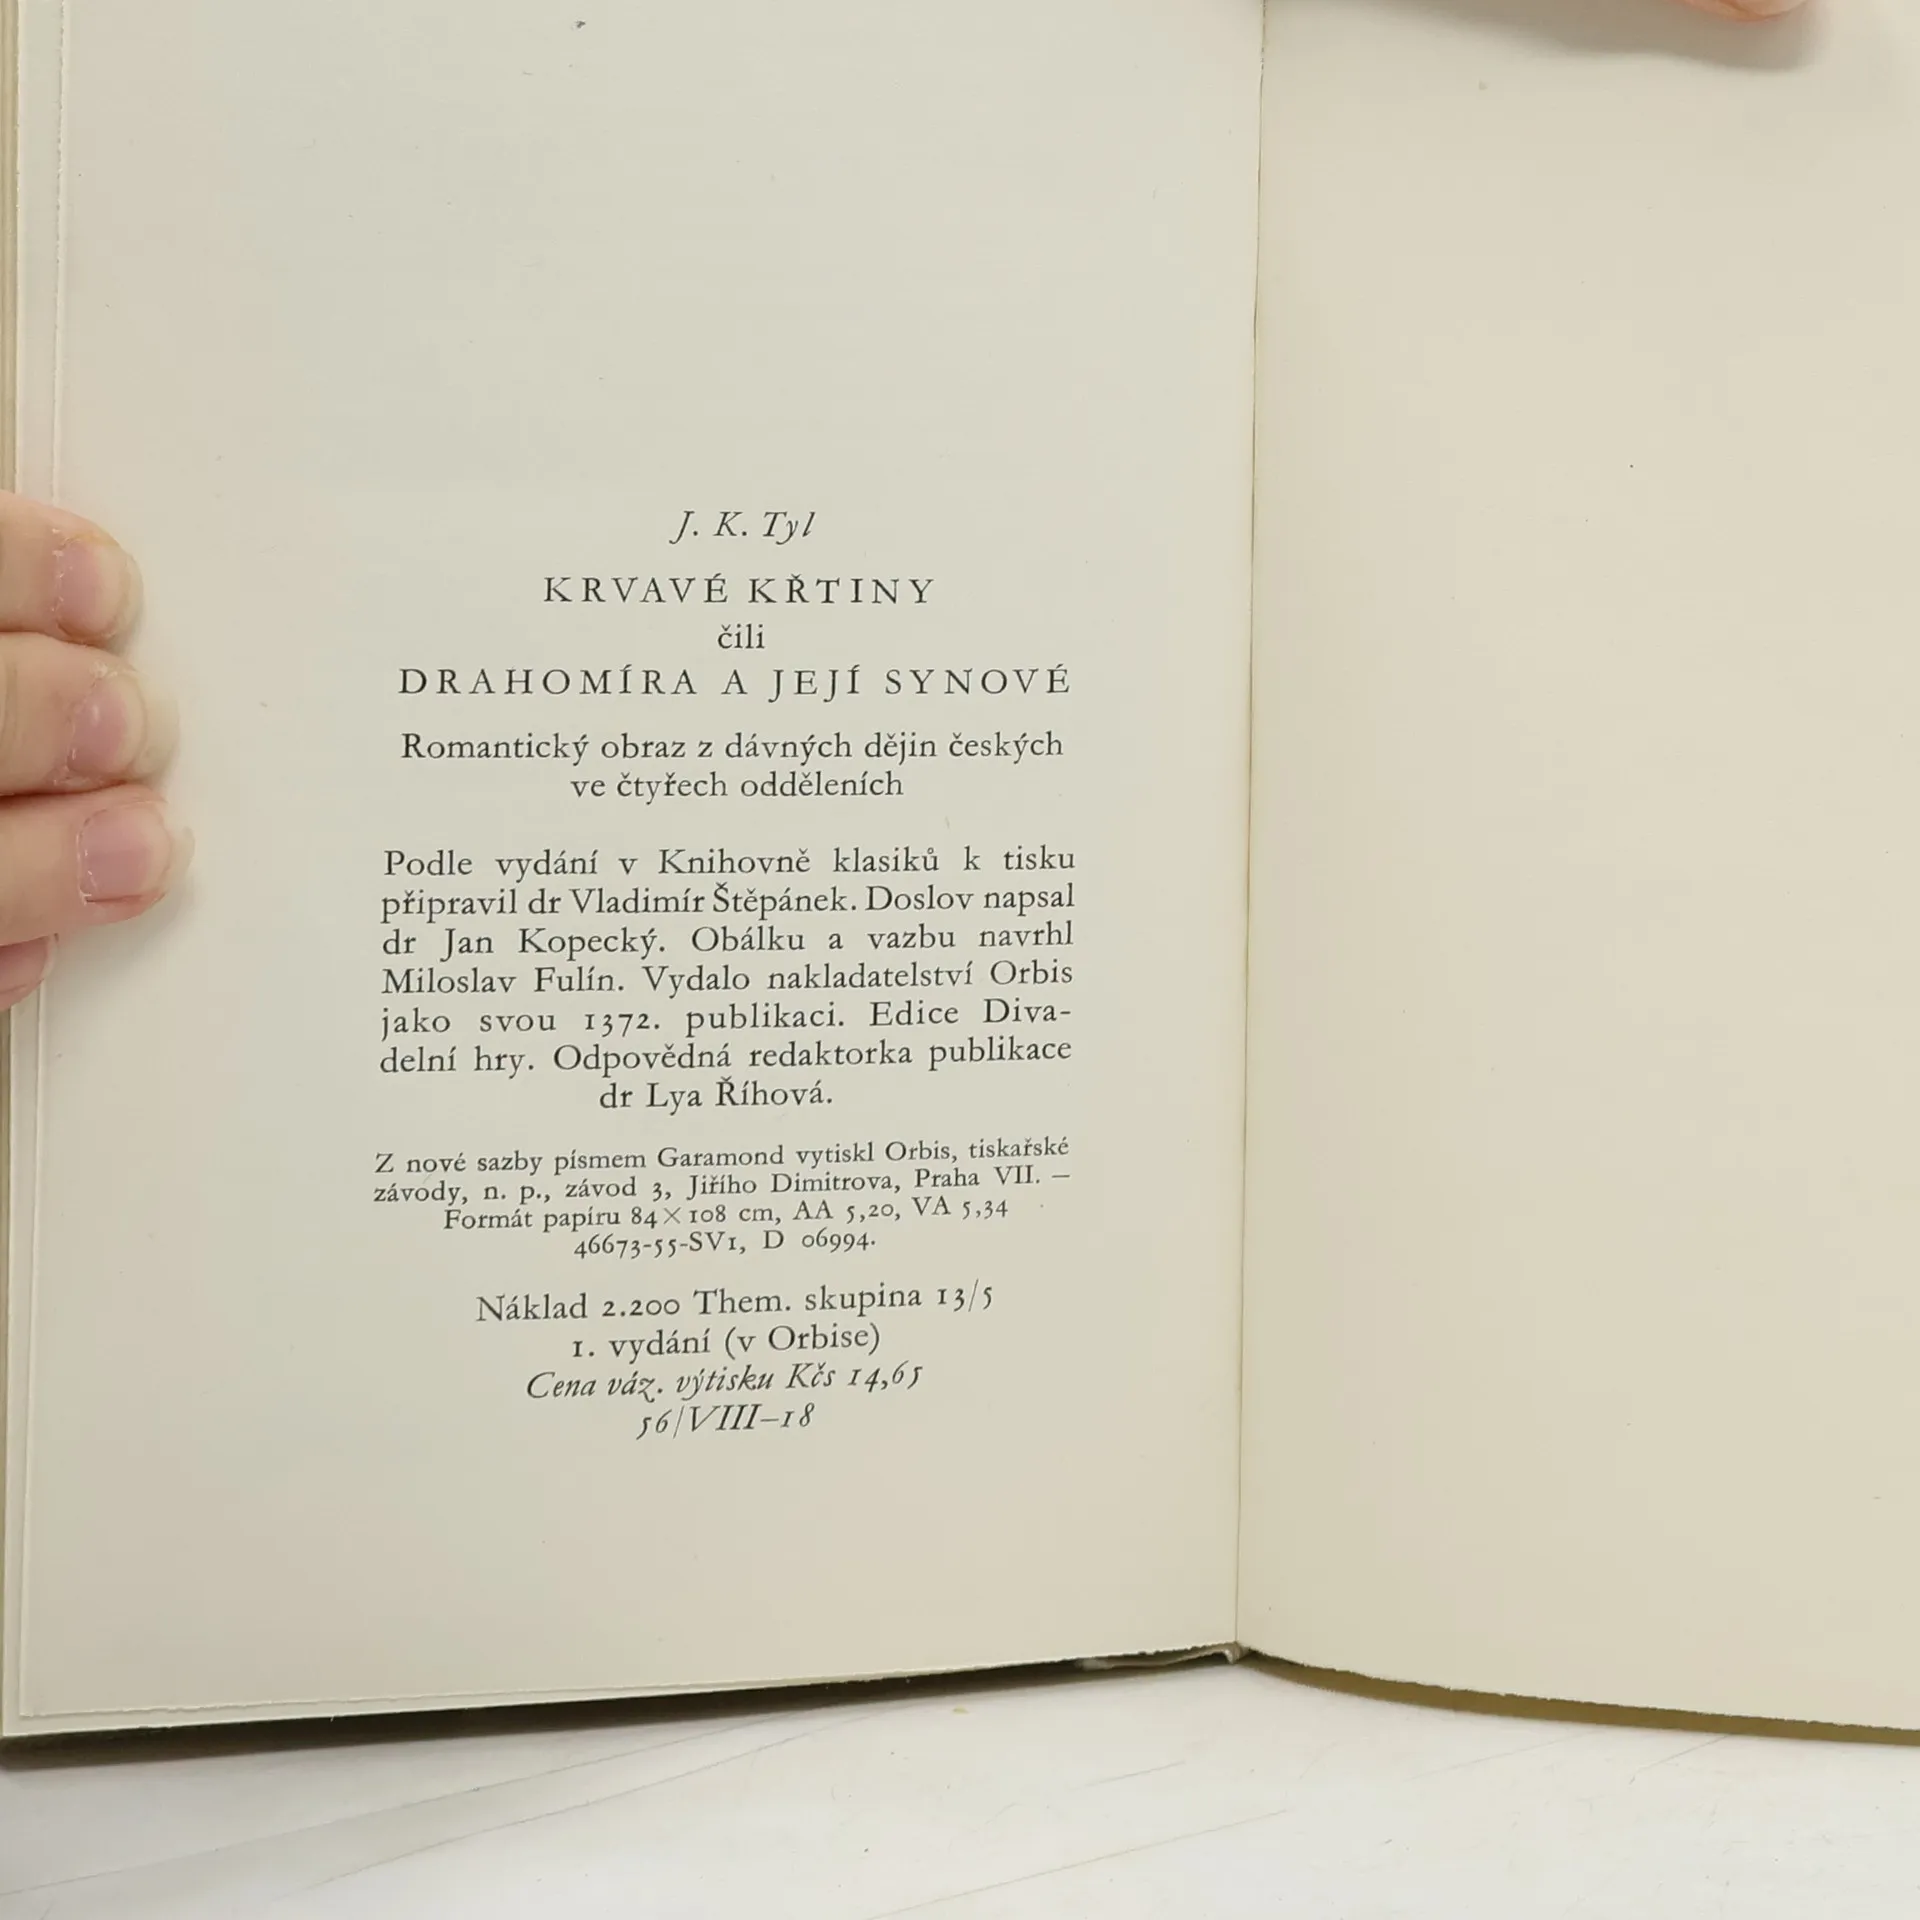 J. K. Tyl
KRVAVÉ KŘTINY
čili
DRAHOMÍRA A JEJÍ SYNOVÉ
Romantický obraz z dávných dějin českých
ve čtyřech odděleních
Podle vydání v Knihovně klasiků k tisku
připravil dr Vladimír Štěpánek. Doslov napsal
dr Jan Kopecký. Obálku a vazbu navrhl
Miloslav Fulín. Vydalo nakladatelství Orbis
jako svou 1372. publikaci. Edice Diva-
delní hry. Odpovědná redaktorka publikace
dr Lya Říhová.
Z nové sazby písmem Garamond vytiskl Orbis, tiskařské
závody, n. p., závod 3, Jiřího Dimitrova, Praha VII. —
Formát papíru 84×108 cm, AA 5,20, VA 5,34
46673-55-SV1, D 06994.
Náklad 2.200 Them. skupina 13/5
1. vydání (v Orbise)
Cena váz. výtisku Kčs 14,65
56/VIII–18